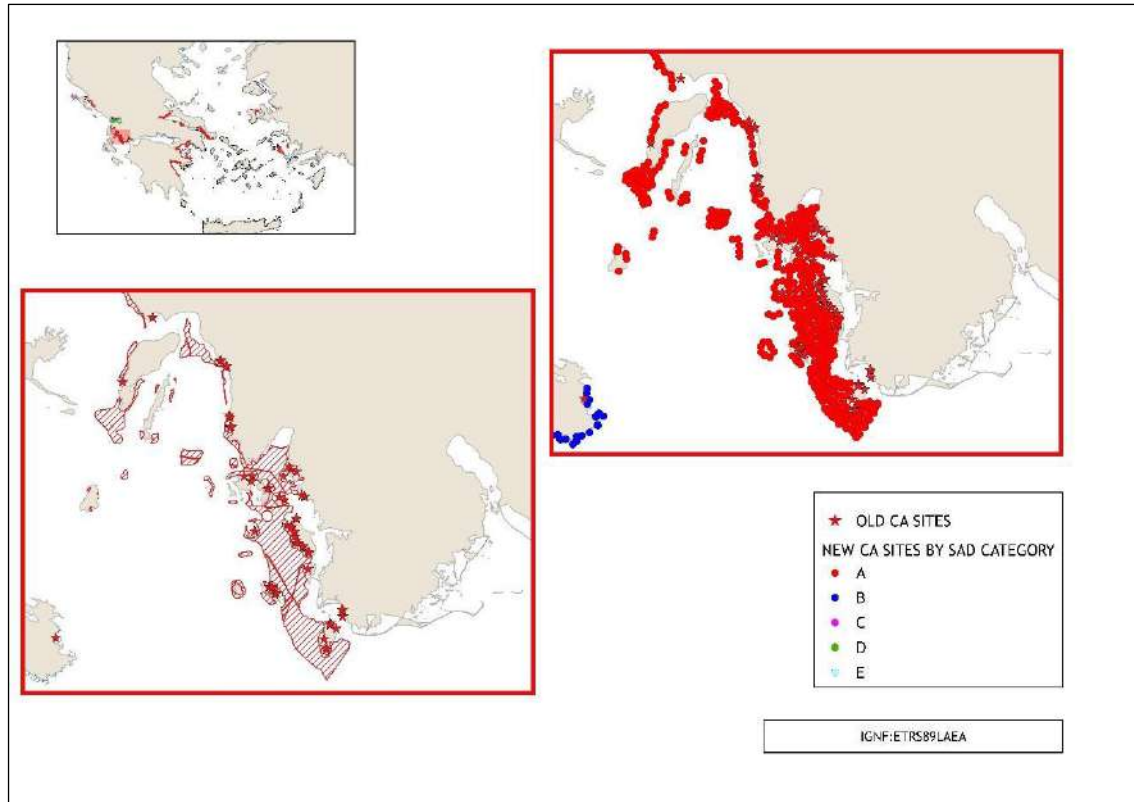 OLD CA SITES
NEW CA SITES BY SAD CATEGORY
A
B
C
D
E
IGNF:ETRS89LAEA